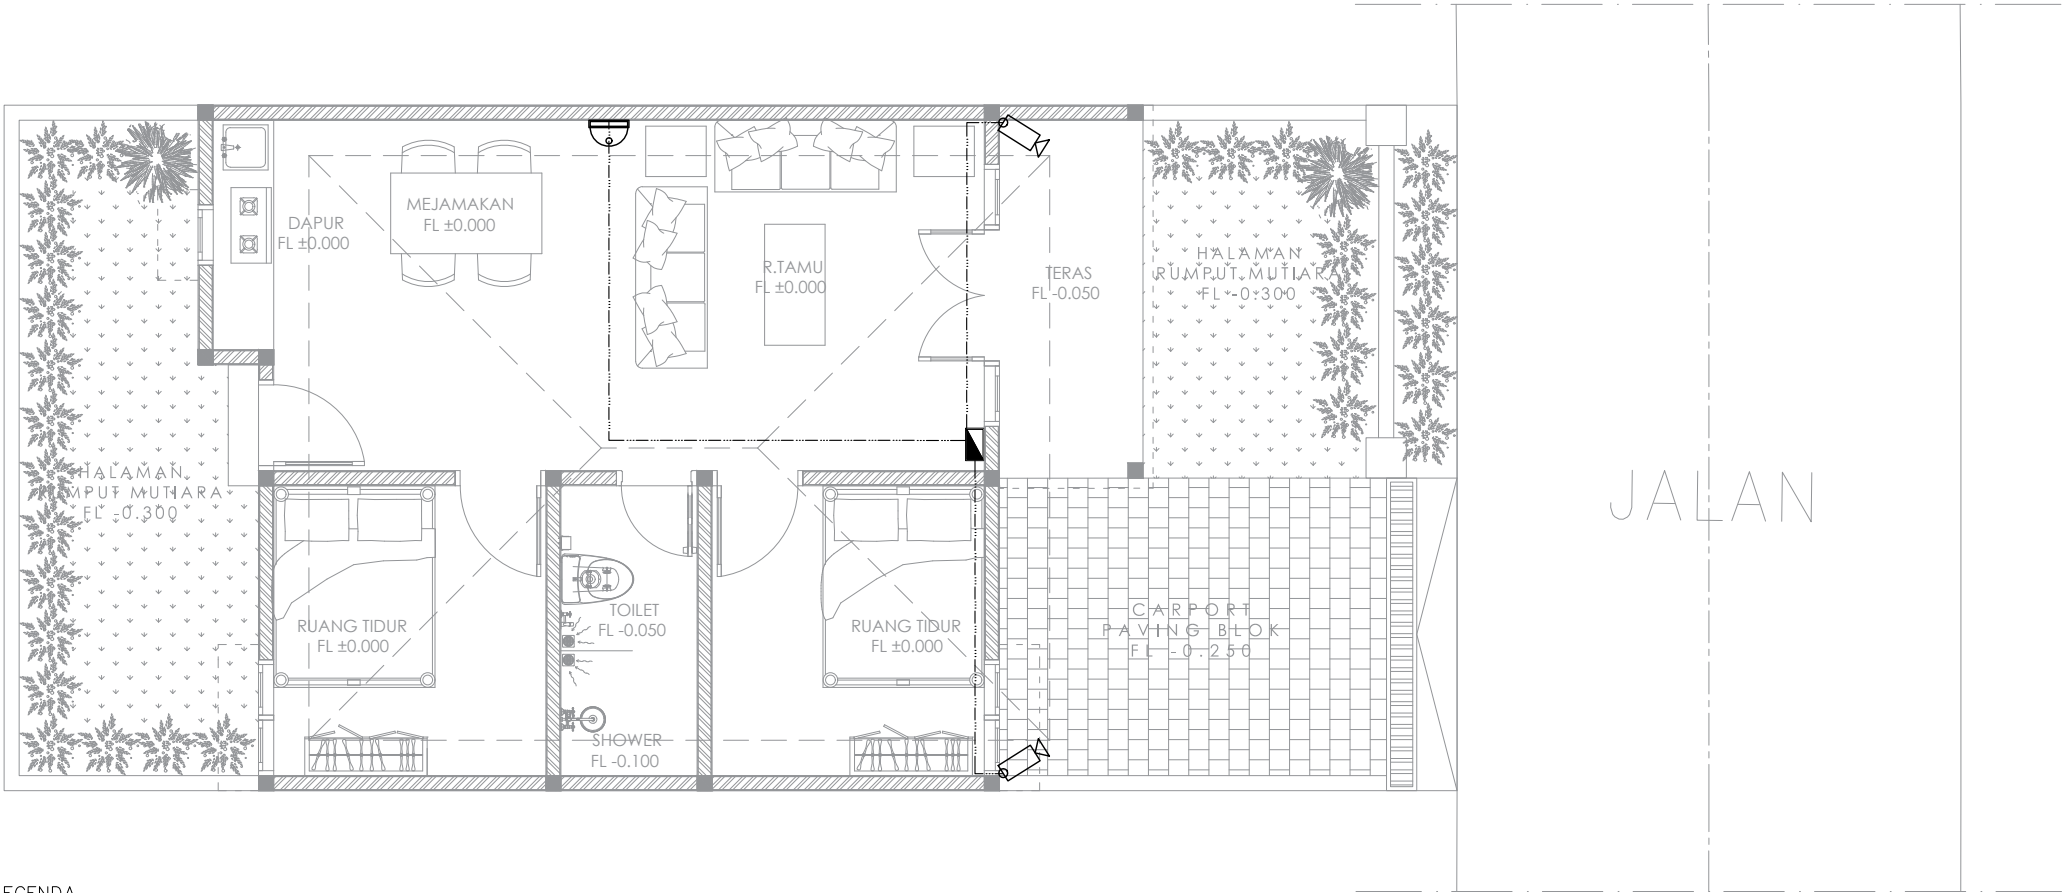 DAPUR
FL ±0.000
MEJAMAKAN
FL ±0.000
R.TAMU
FL ±0.000
TERAS
FL -0.050
HALAMAN
RUMPUT MUTIARA
FL -0.300
HALAMAN
RUMPUT MUTIARA
FL -0.300
JALAN
RUANG TIDUR
FL ±0.000
TOILET
FL -0.050
SHOWER
FL -0.100
RUANG TIDUR
FL ±0.000
CARPORT
PAVING BLOK
FL -0.250